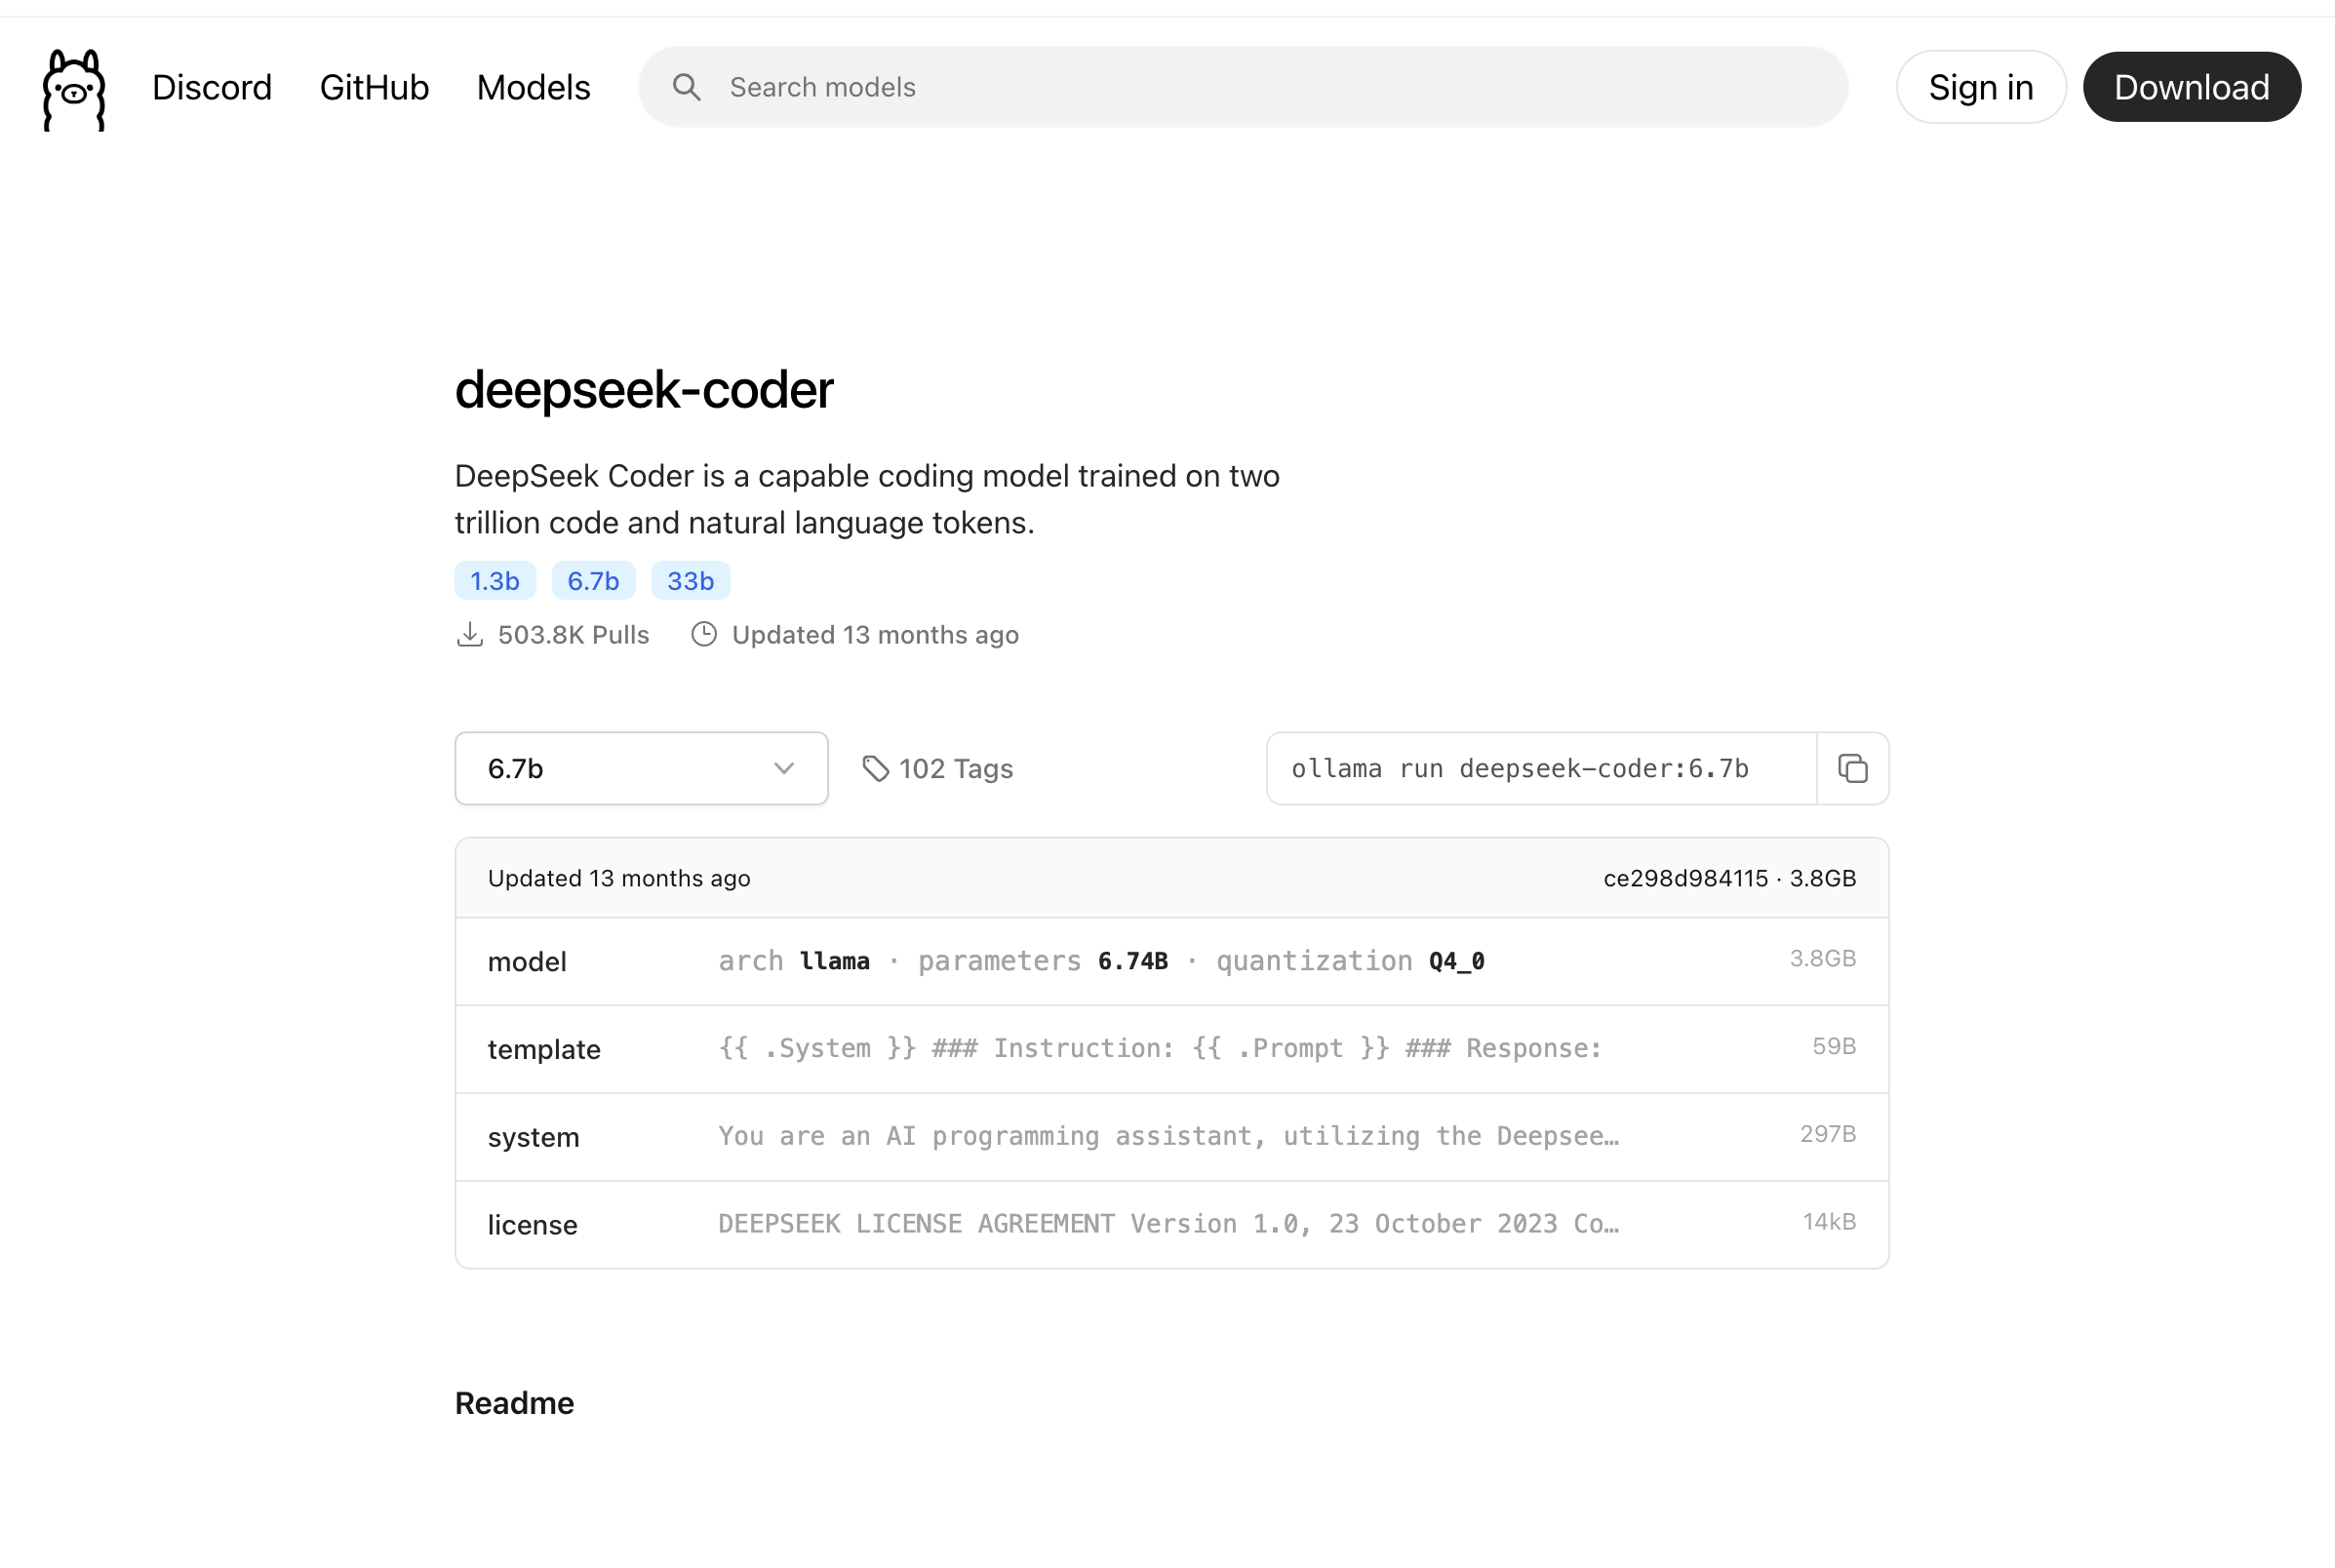 Discord GitHub Models Search models Sign in Download
deepseek-coder
DeepSeek Coder is a capable coding model trained on two
trillion code and natural language tokens.
1.3b 6.7b 33b
503.8K Pulls Updated 13 months ago
6.7b 102 Tags ollama run deepseek-coder:6.7b
Updated 13 months ago ce298d984115 · 3.8GB
model arch llama · parameters 6.74B · quantization Q4_0 3.8GB
template {{ .System }} ### Instruction: {{ .Prompt }} ### Response: 59B
system You are an AI programming assistant, utilizing the Deepsee… 297B
license DEEPSEEK LICENSE AGREEMENT Version 1.0, 23 October 2023 Co… 14kB
Readme